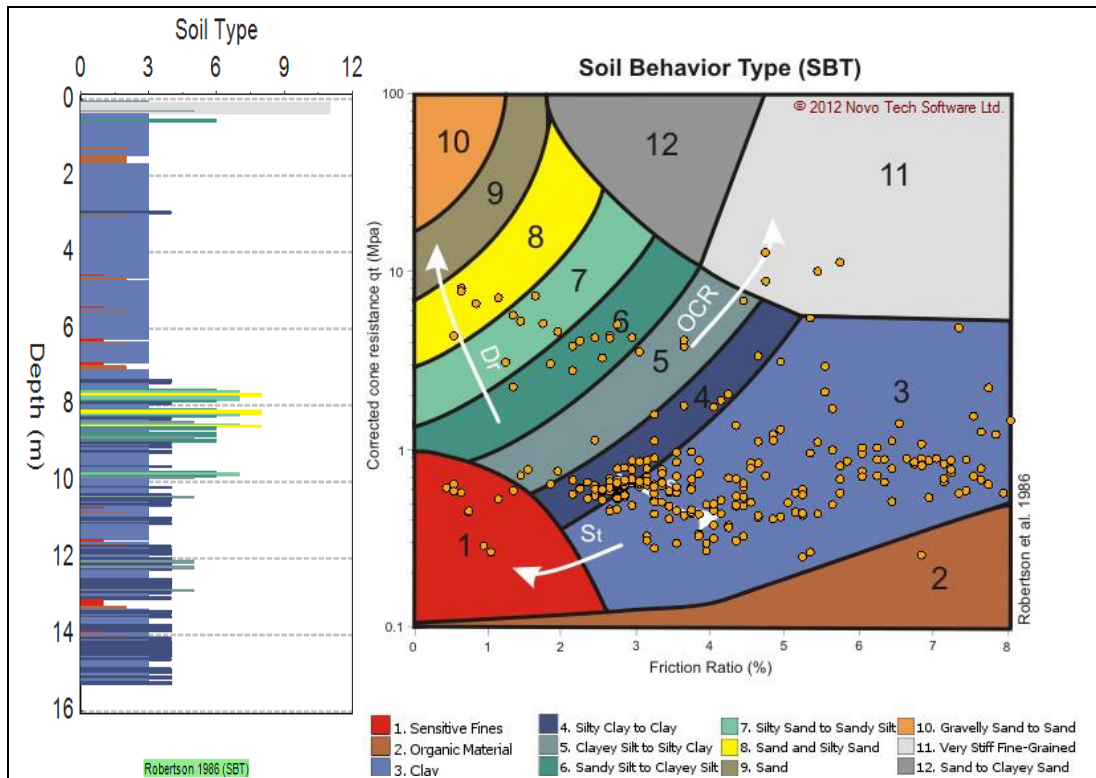 Soil Type
0 3 6 9 12
0
2
4
6
8
10
12
14
16
Depth (m)
Robertson 1986 (SBT)
Soil Behavior Type (SBT)
© 2012 Novo Tech Software Ltd.
Corrected cone resistance qt (Mpa)
100
10
1
0.1
10
9
8
7
6
5
4
3
12
11
1
2
Dr
OCR
St
0 1 2 3 4 5 6 7 8
Friction Ratio (%)
Robertson et al. 1986
1. Sensitive Fines
2. Organic Material
3. Clay
4. Silty Clay to Clay
5. Clayey Silt to Silty Clay
6. Sandy Silt to Clayey Silt
7. Silty Sand to Sandy Silt
8. Sand and Silty Sand
9. Sand
10. Gravelly Sand to Sand
11. Very Stiff Fine-Grained
12. Sand to Clayey Sand